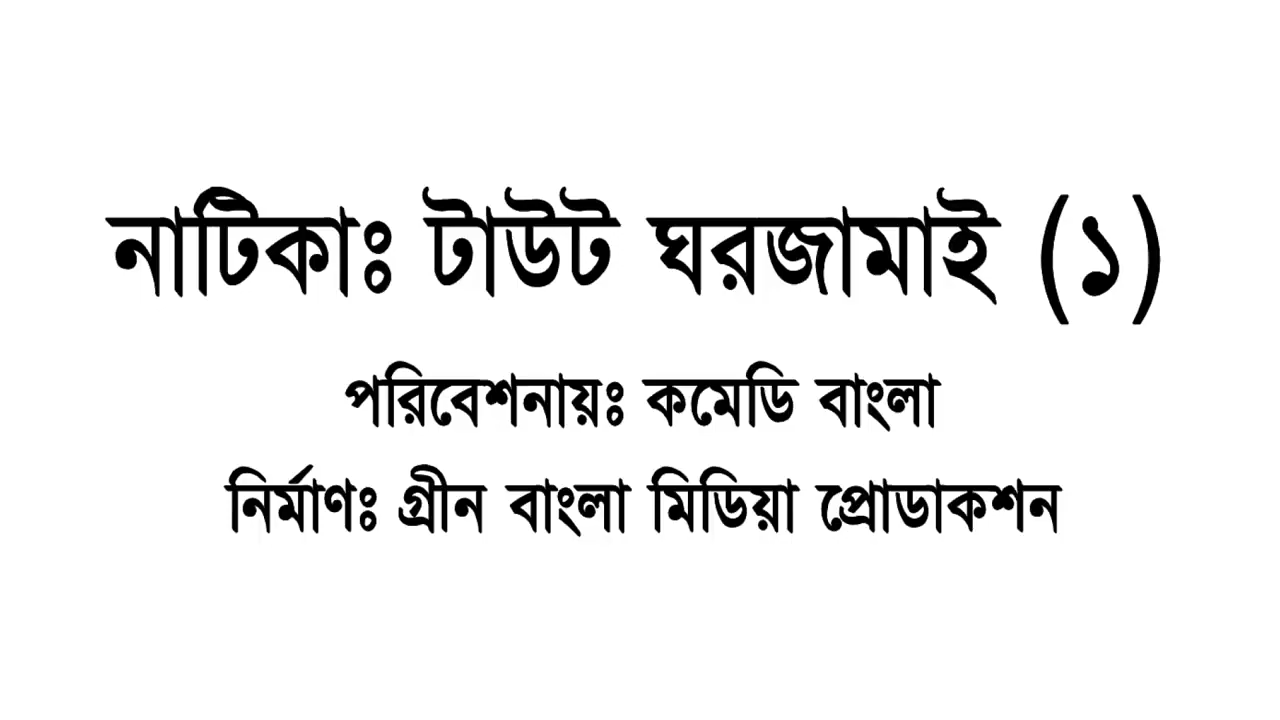 নাটিকাঃ টাউট ঘরজামাই (১)
পরিবেশনায়ঃ কমেডি বাংলা
নির্মাণঃ গ্রীন বাংলা মিডিয়া প্রোডাকশন